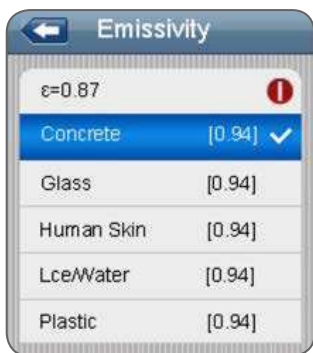 Emissivity
ε=0.87
Concrete [0.94]
Glass [0.94]
Human Skin [0.94]
Lce/Water [0.94]
Plastic [0.94]